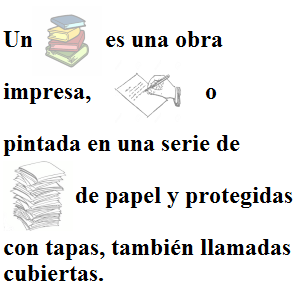 Un es una obra
impresa, o
pintada en una serie de
de papel y protegidas
con tapas, también llamadas
cubiertas.